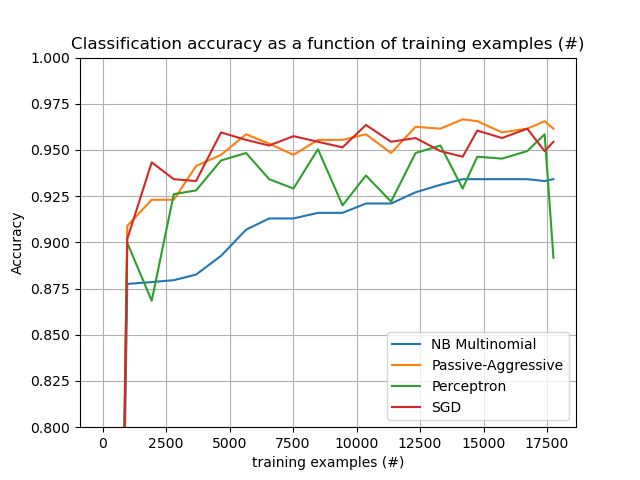 Classification accuracy as a function of training examples (#)
1.000
0.975
0.950
0.925
0.900
0.875
0.850
0.825
0.800
Accuracy
NB Multinomial
Passive-Aggressive
Perceptron
SGD
0 2500 5000 7500 10000 12500 15000 17500
training examples (#)